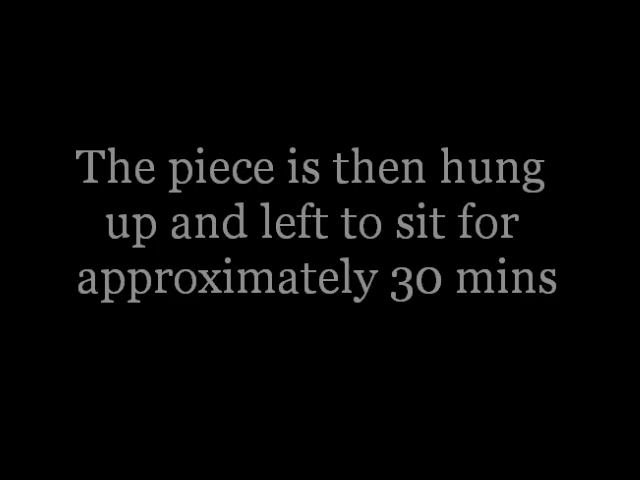 The piece is then hung
up and left to sit for
approximately 30 mins